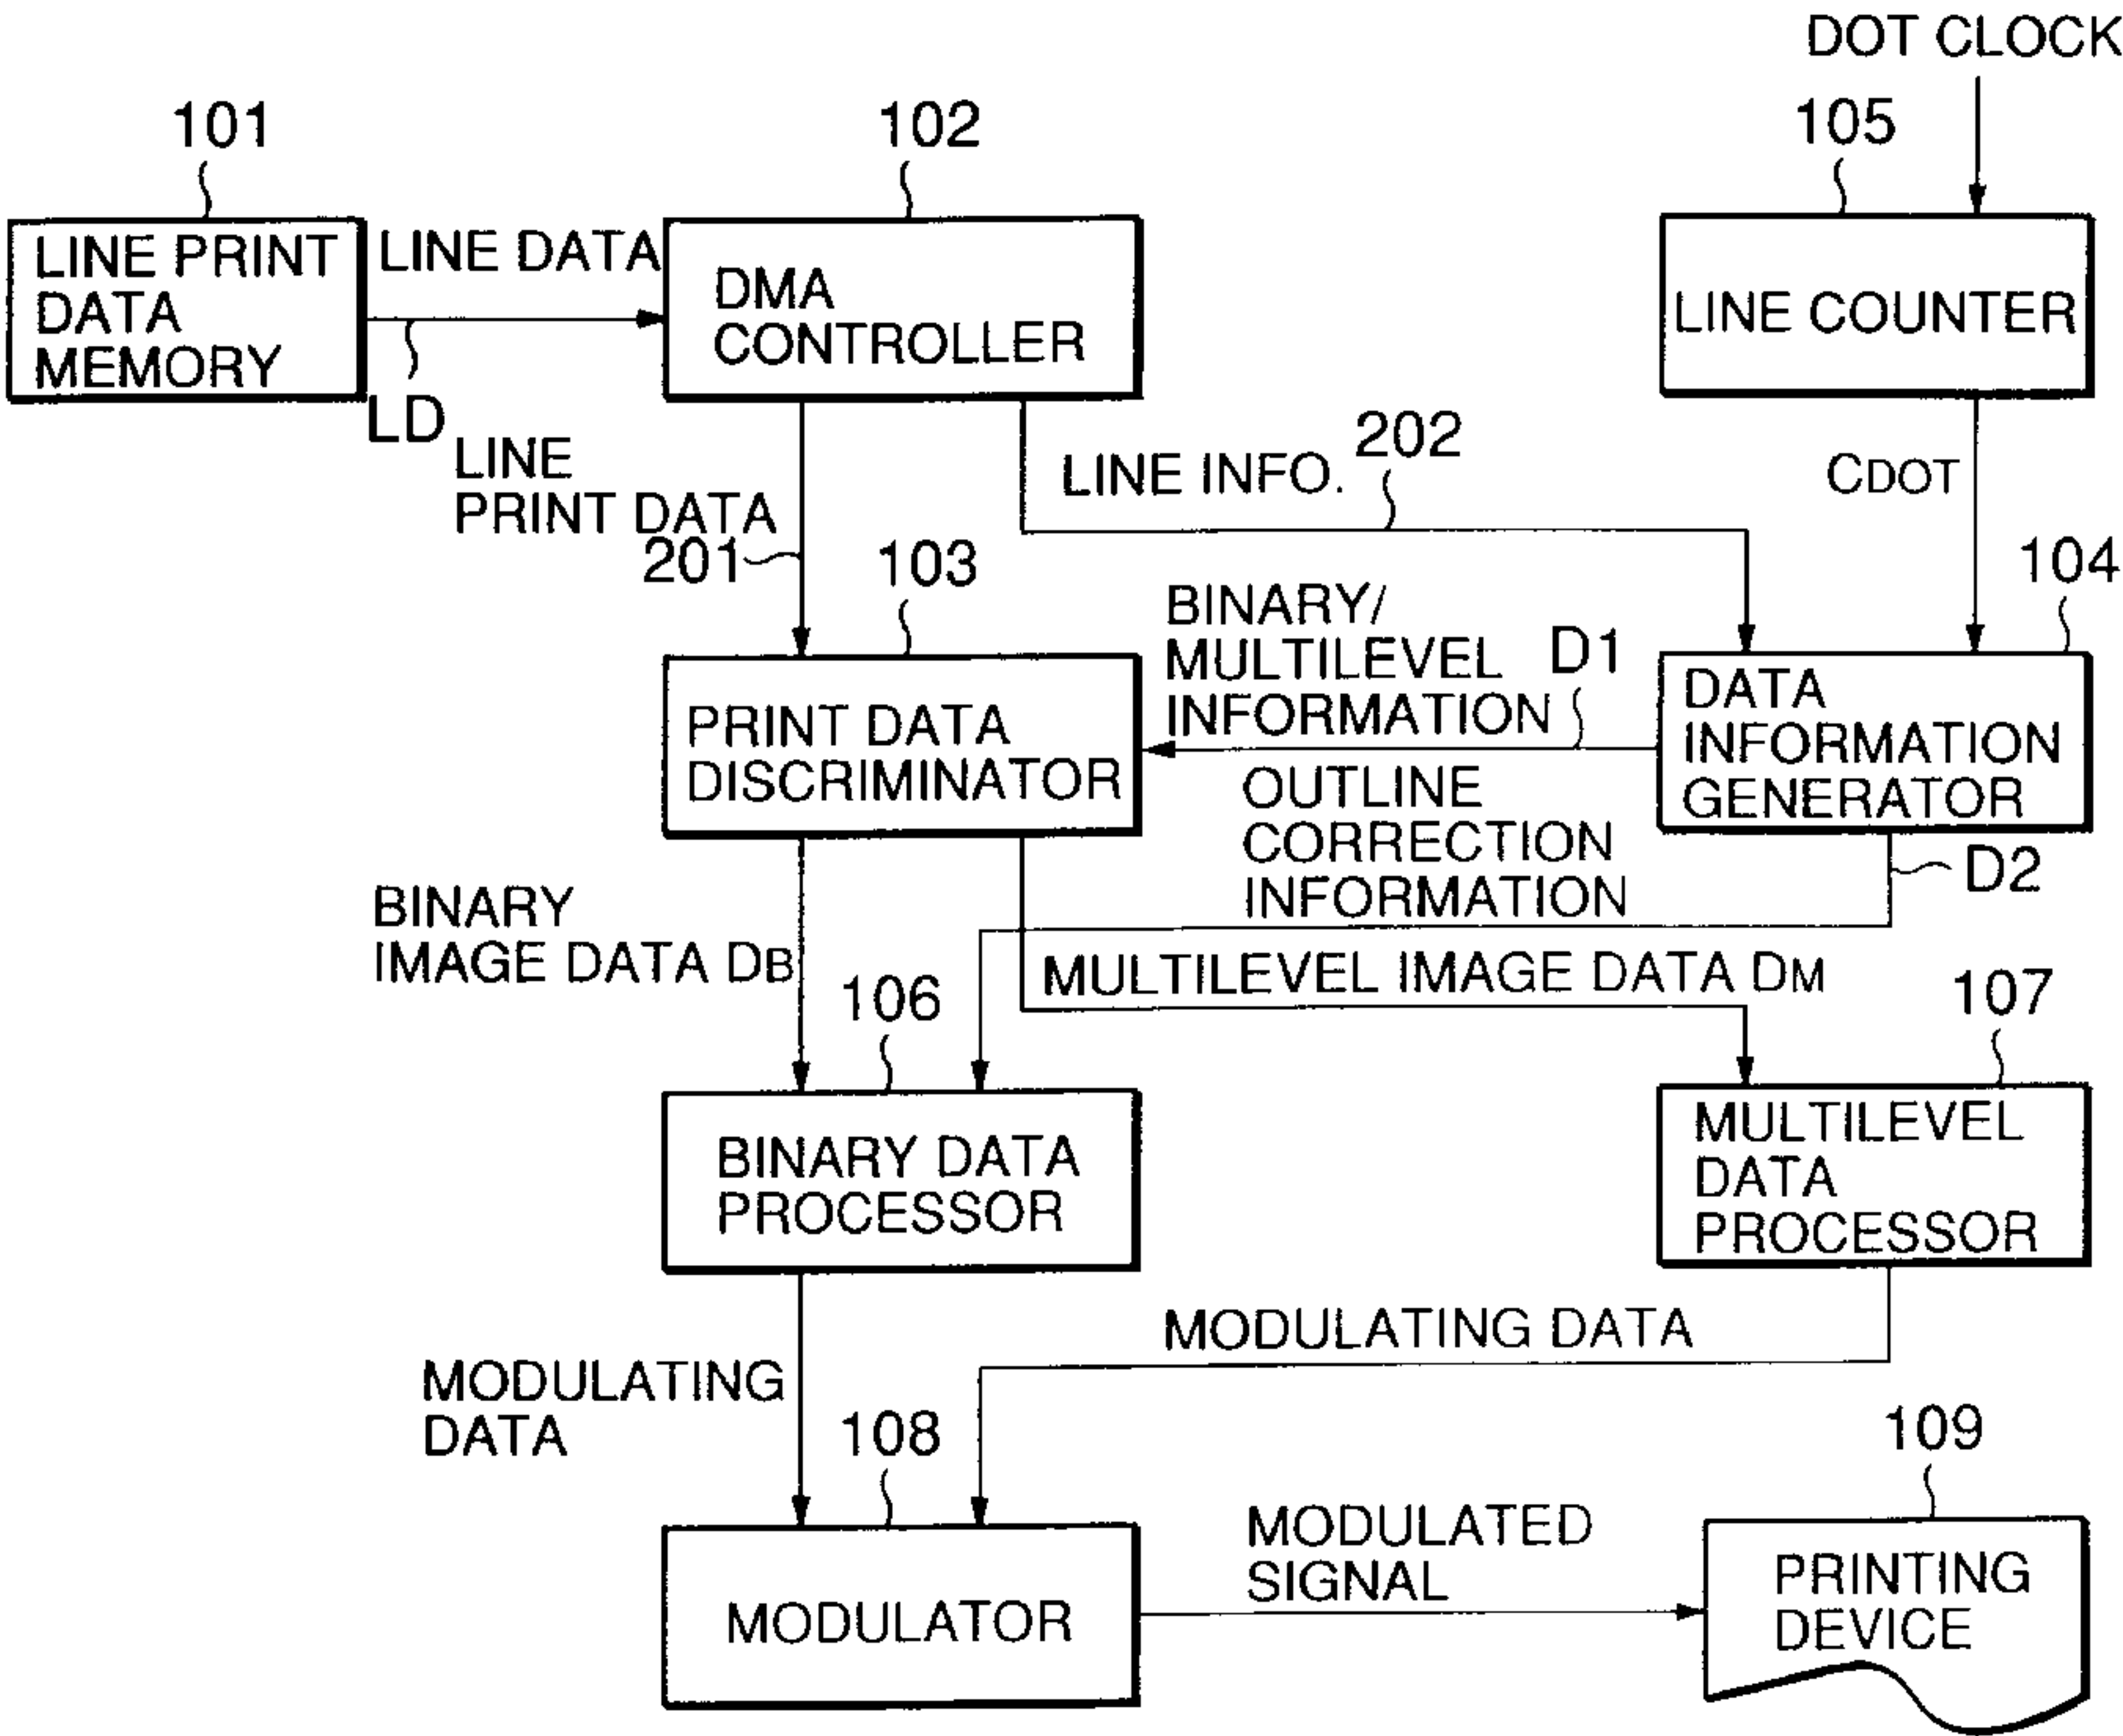 DOT CLOCK
101
102
105
LINE PRINT
DATA
MEMORY
LINE DATA
DMA
CONTROLLER
LINE COUNTER
LD
LINE
PRINT DATA
201
LINE INFO.
202
CDOT
103
104
BINARY/
MULTILEVEL
INFORMATION
D1
PRINT DATA
DISCRIMINATOR
DATA
INFORMATION
GENERATOR
OUTLINE
CORRECTION
INFORMATION
D2
BINARY
IMAGE DATA DB
MULTILEVEL IMAGE DATA DM
106
107
BINARY DATA
PROCESSOR
MULTILEVEL
DATA
PROCESSOR
MODULATING DATA
MODULATING
DATA
108
109
MODULATOR
MODULATED
SIGNAL
PRINTING
DEVICE